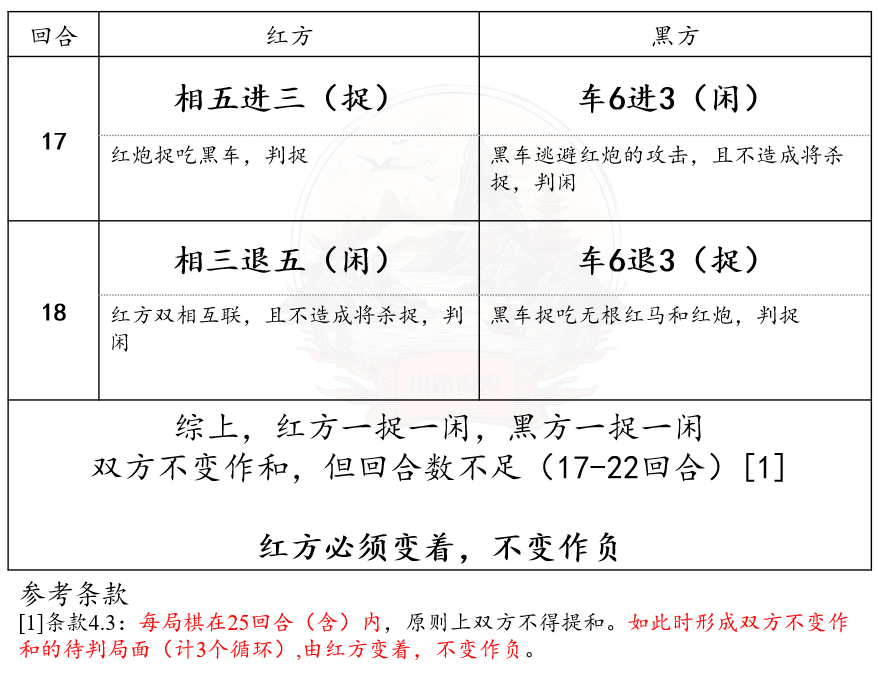 回合 红方 黑方
17
相五进三（捉） 车6进3（闲）
红炮捉吃黑车，判捉
黑车逃避红炮的攻击，且不造成将杀
捉，判闲
18
相三退五（闲） 车6退3（捉）
红方双相互联，且不造成将杀捉，判
闲
黑车捉吃无根红马和红炮，判捉
棋路漫漫
综上，红方一捉一闲，黑方一捉一闲
双方不变作和，但回合数不足（17-22回合）[1]
红方必须变着，不变作负
参考条款
[1]条款4.3：每局棋在25回合（含）内，原则上双方不得提和。如此时形成双方不变作
和的待判局面（计3个循环）,由红方变着，不变作负。